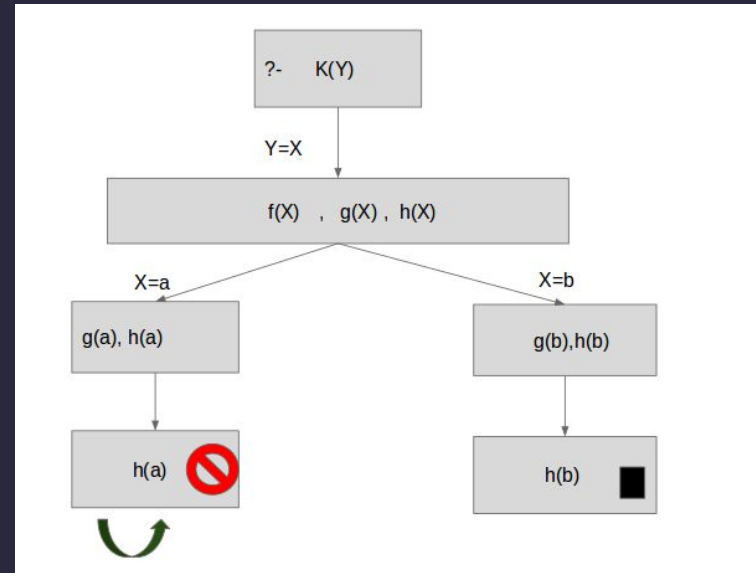 ?- K(Y)
Y=X
f(X) , g(X) , h(X)
X=a
X=b
g(a), h(a)
g(b),h(b)
h(a)
h(b)